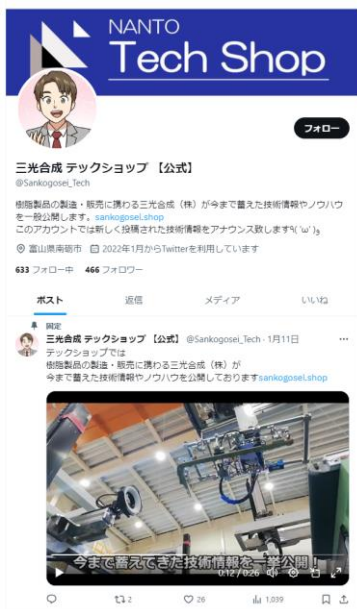 NANTO
Tech Shop
フォロー
三光合成 テックショップ 【公式】
@Sankogosei_Tech
樹脂製品の製造・販売に携わる三光合成（株）が今まで蓄えた技術情報やノウハウ
を一般公開します。sankogosei.shop
このアカウントでは新しく投稿された技術情報をアナウンス致します٩( 'ω' )و
富山県南砺市 2022年1月からTwitterを利用しています
633 フォロー中 466 フォロワー
ポスト 返信 メディア いいね
固定
三光合成 テックショップ 【公式】 @Sankogosei_Tech · 1月11日 …
テックショップでは
樹脂製品の製造・販売に携わる三光合成（株）が
今まで蓄えた技術情報やノウハウを公開しておりますsankogosei.shop
今まで蓄えてきた技術情報を一挙公開！
0:12 / 0:26
2 26 1,039